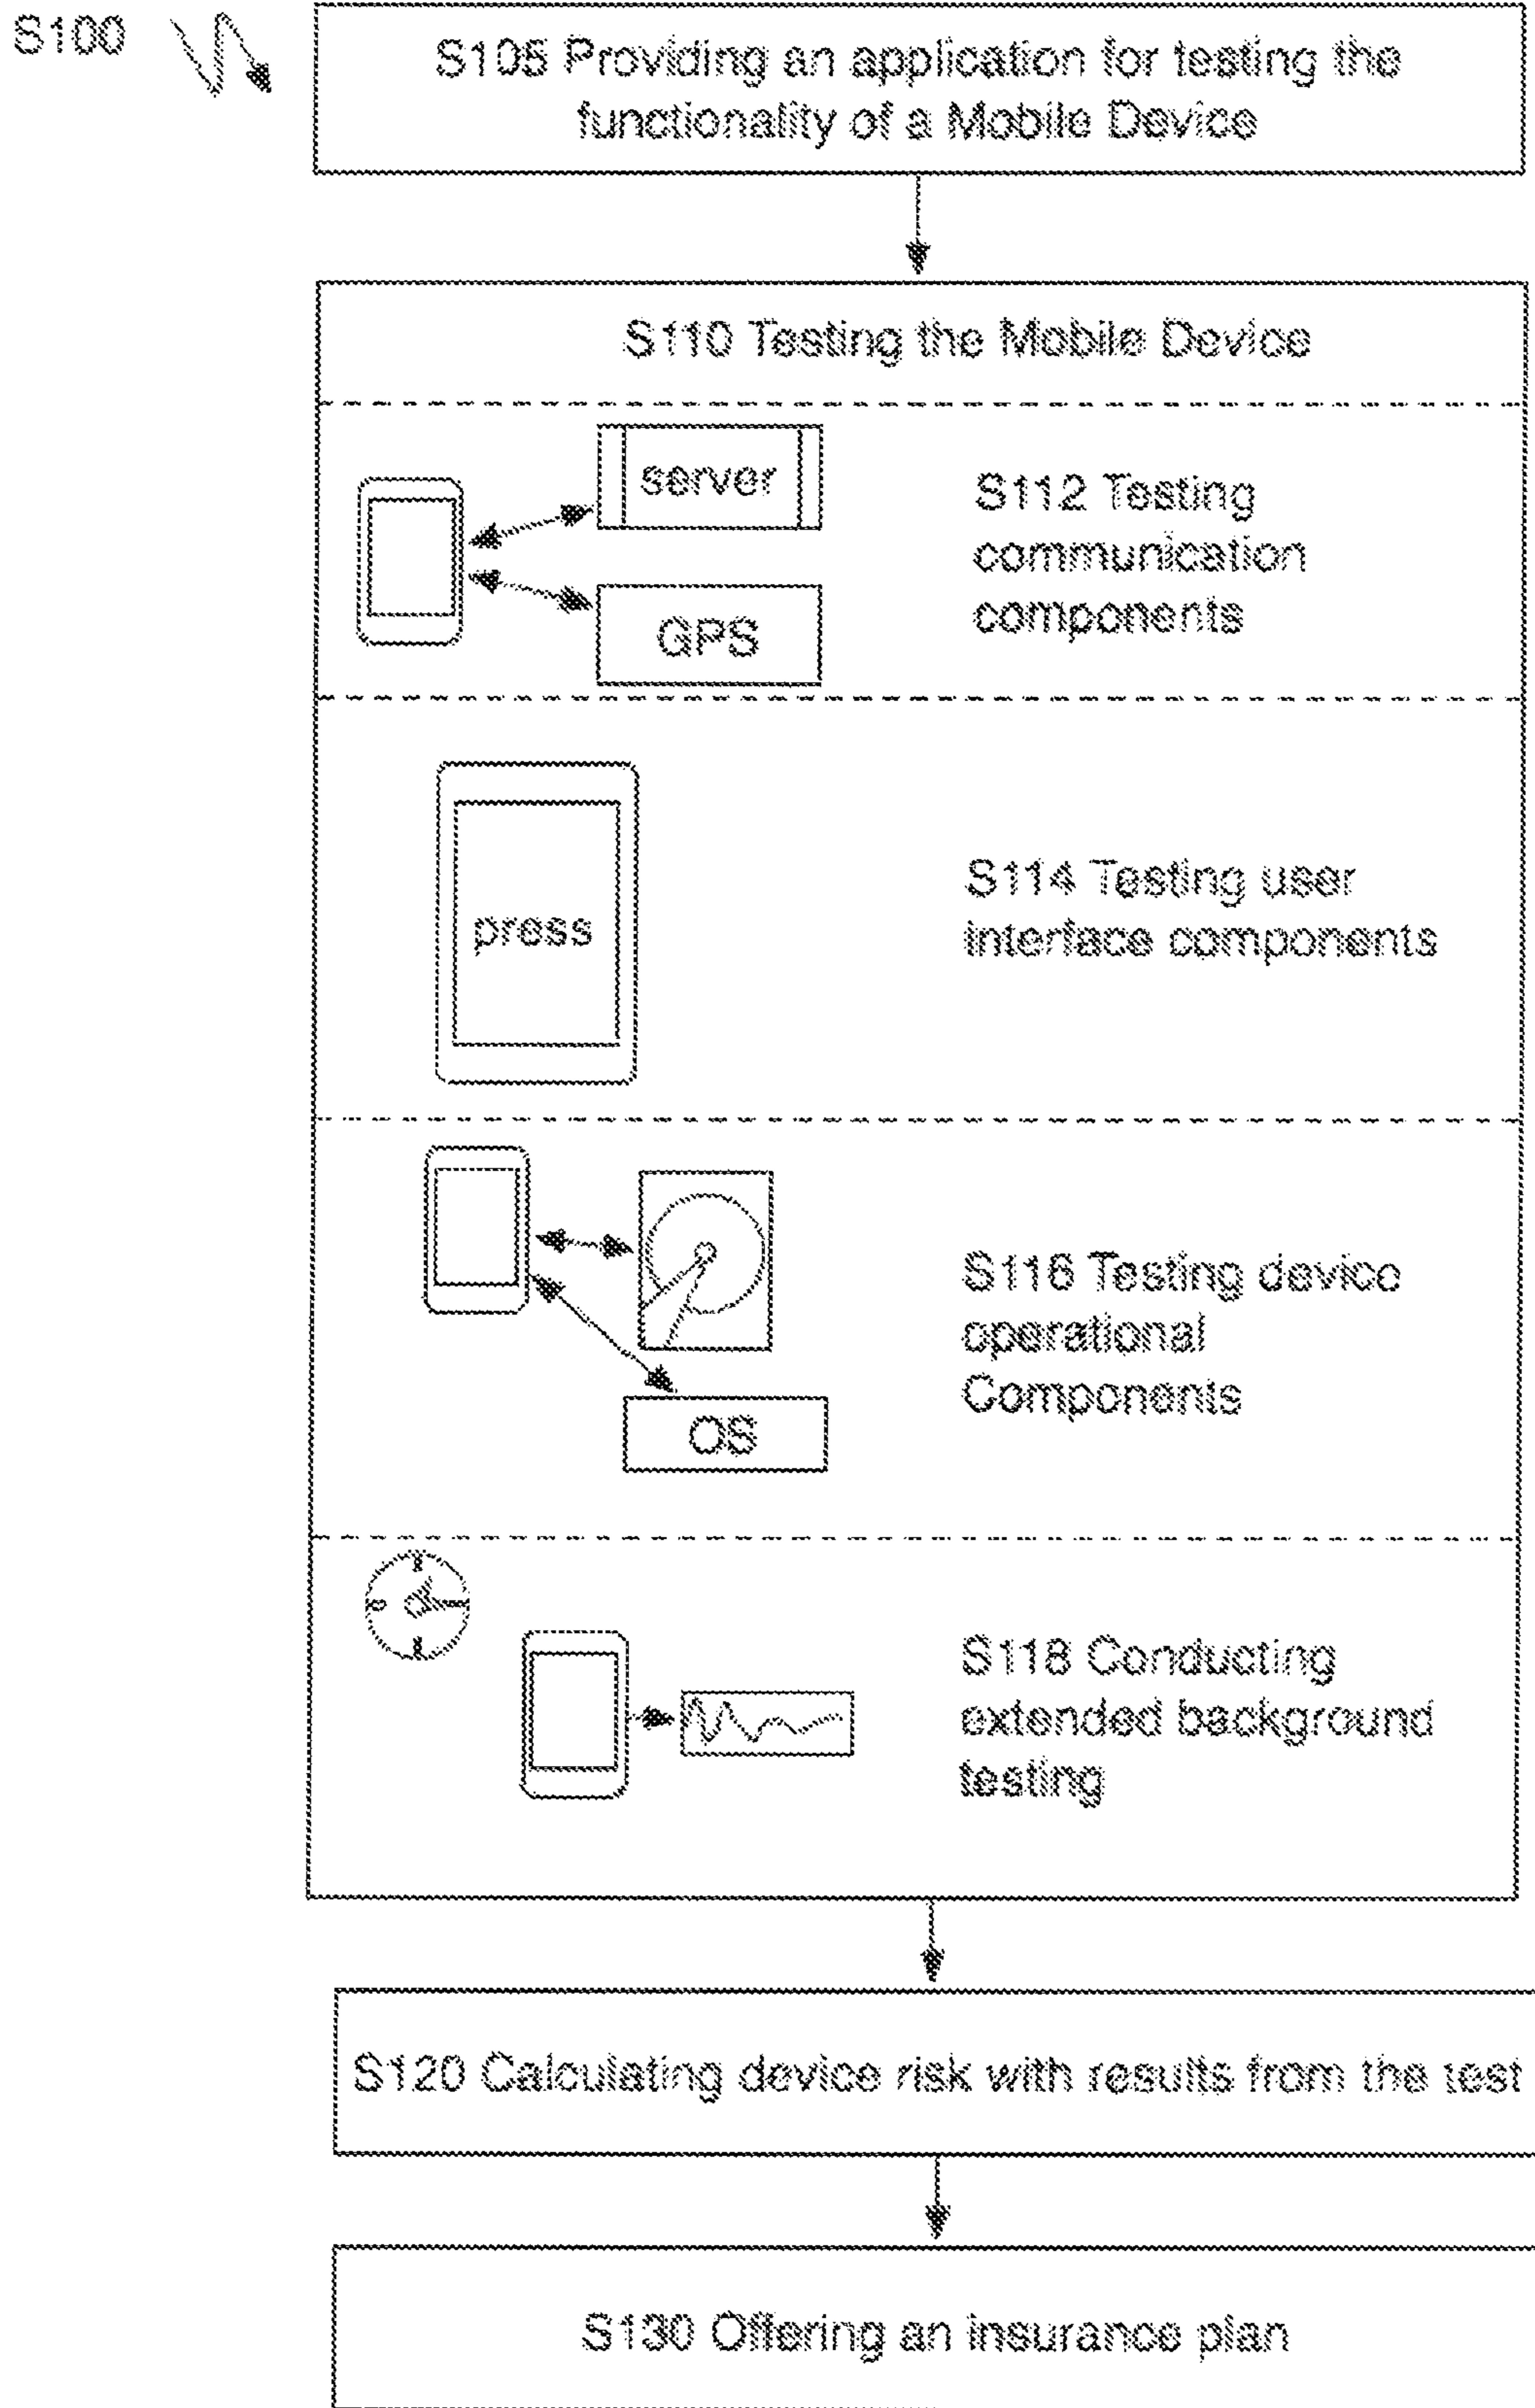 S100
S105 Providing an application for testing the
functionality of a Mobile Device
S110 Testing the Mobile Device
server
GPS
S112 Testing
communication
components
press
S114 Testing user
interface components
OS
S116 Testing device
operational
Components
S118 Conducting
extended background
testing
S120 Calculating device risk with results from the test
S130 Offering an insurance plan